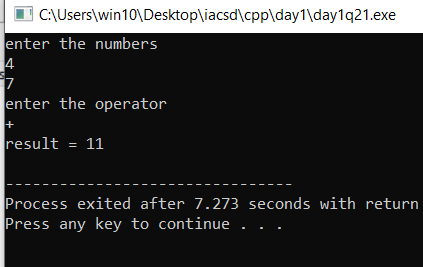 C:\Users\win10\Desktop\iacsd\cpp\day1\day1q21.exe
enter the numbers
4
7
enter the operator
+
result = 11
--------------------------------
Process exited after 7.273 seconds with return
Press any key to continue . . .